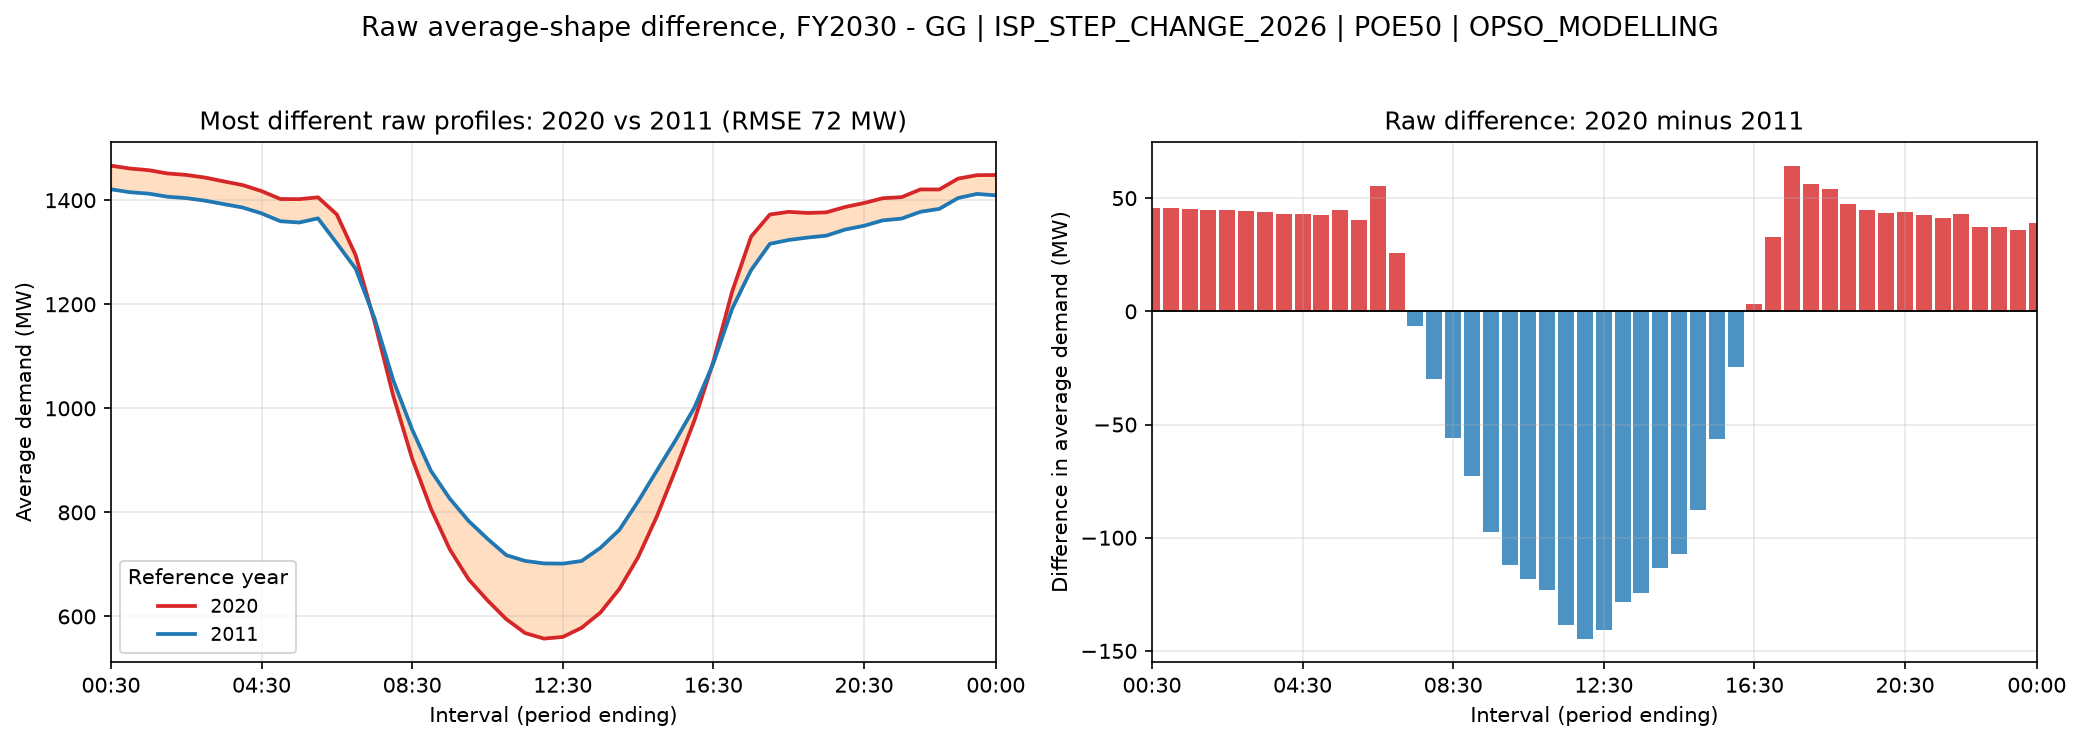 Raw average-shape difference, FY2030 - GG | ISP_STEP_CHANGE_2026 | POE50 | OPSO_MODELLING
Most different raw profiles: 2020 vs 2011 (RMSE 72 MW)
Average demand (MW)
1400
1200
1000
800
600
Reference year
2020
2011
00:30 04:30 08:30 12:30 16:30 20:30 00:00
Interval (period ending)
Raw difference: 2020 minus 2011
Difference in average demand (MW)
50
0
−50
−100
−150
00:30 04:30 08:30 12:30 16:30 20:30 00:00
Interval (period ending)